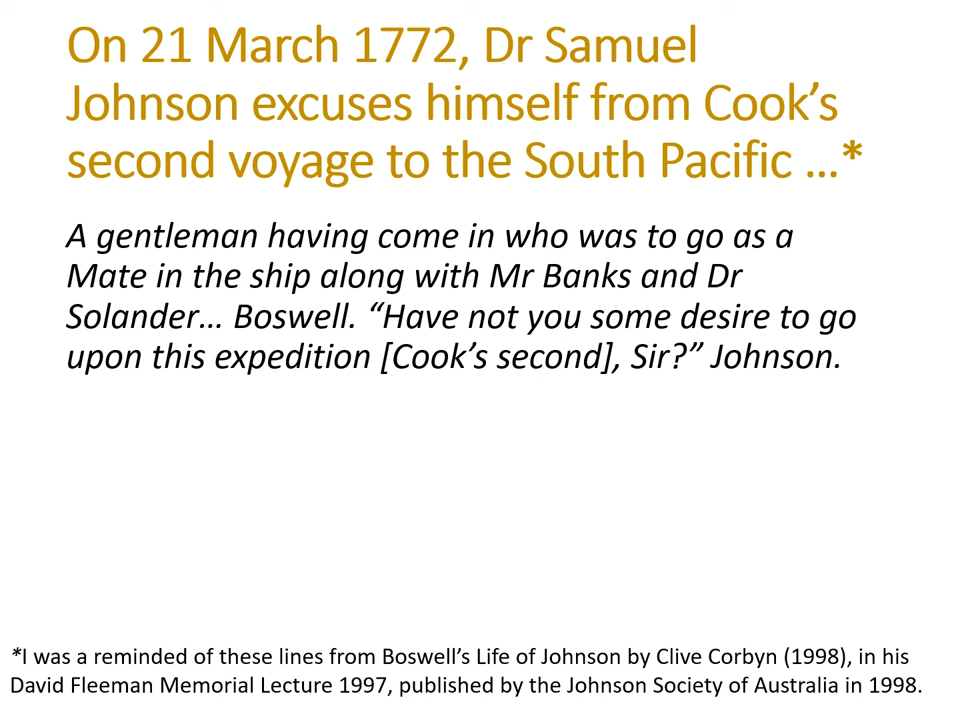 On 21 March 1772, Dr Samuel
Johnson excuses himself from Cook’s
second voyage to the South Pacific …*
A gentleman having come in who was to go as a
Mate in the ship along with Mr Banks and Dr
Solander… Boswell. “Have not you some desire to go
upon this expedition [Cook’s second], Sir?” Johnson.
*I was a reminded of these lines from Boswell’s Life of Johnson by Clive Corbyn (1998), in his
David Fleeman Memorial Lecture 1997, published by the Johnson Society of Australia in 1998.